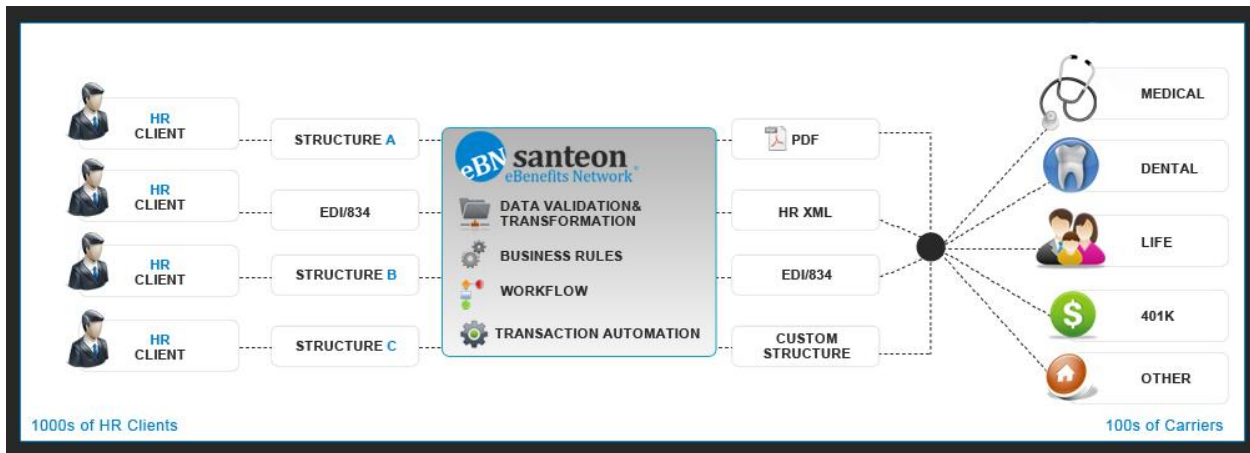 HR
CLIENT
STRUCTURE A
HR
CLIENT
EDI/834
HR
CLIENT
STRUCTURE B
HR
CLIENT
STRUCTURE C
eBN santeon
eBenefits Network
DATA VALIDATION&
TRANSFORMATION
BUSINESS RULES
WORKFLOW
TRANSACTION AUTOMATION
PDF
HR XML
EDI/834
CUSTOM
STRUCTURE
MEDICAL
DENTAL
LIFE
$
401K
OTHER
1000s of HR Clients
100s of Carriers